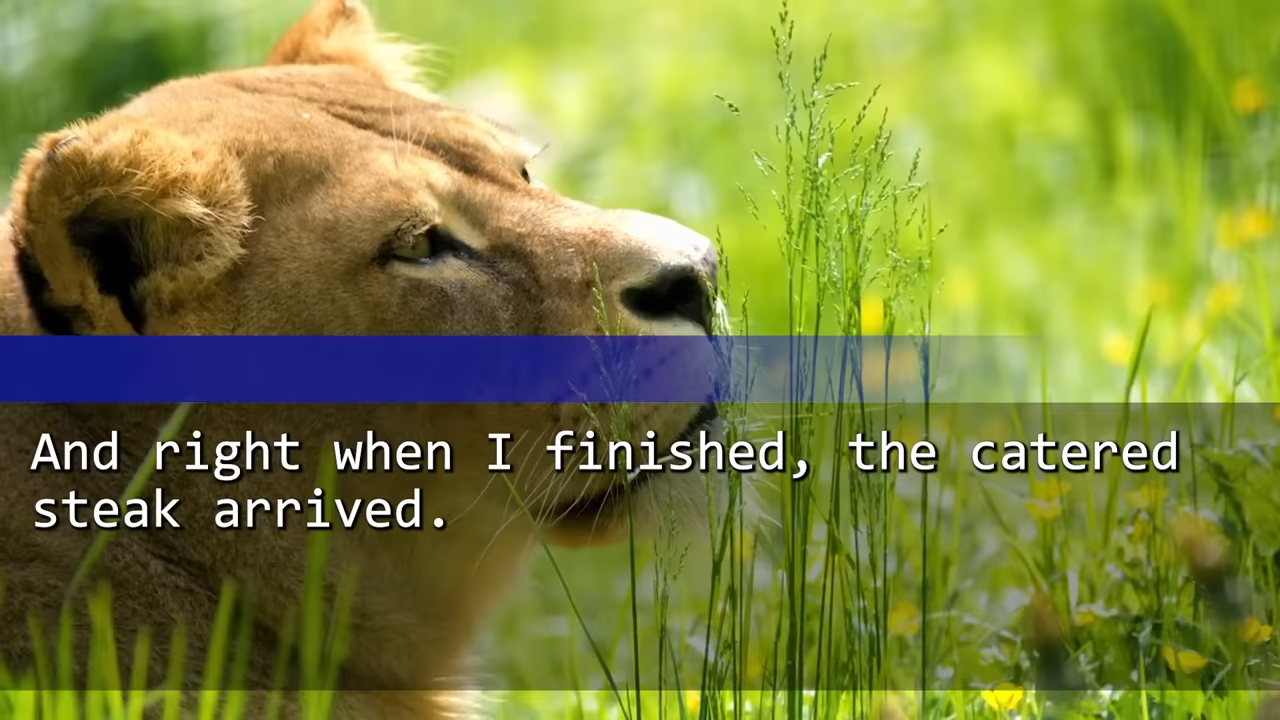 And right when I finished, the catered
steak arrived.